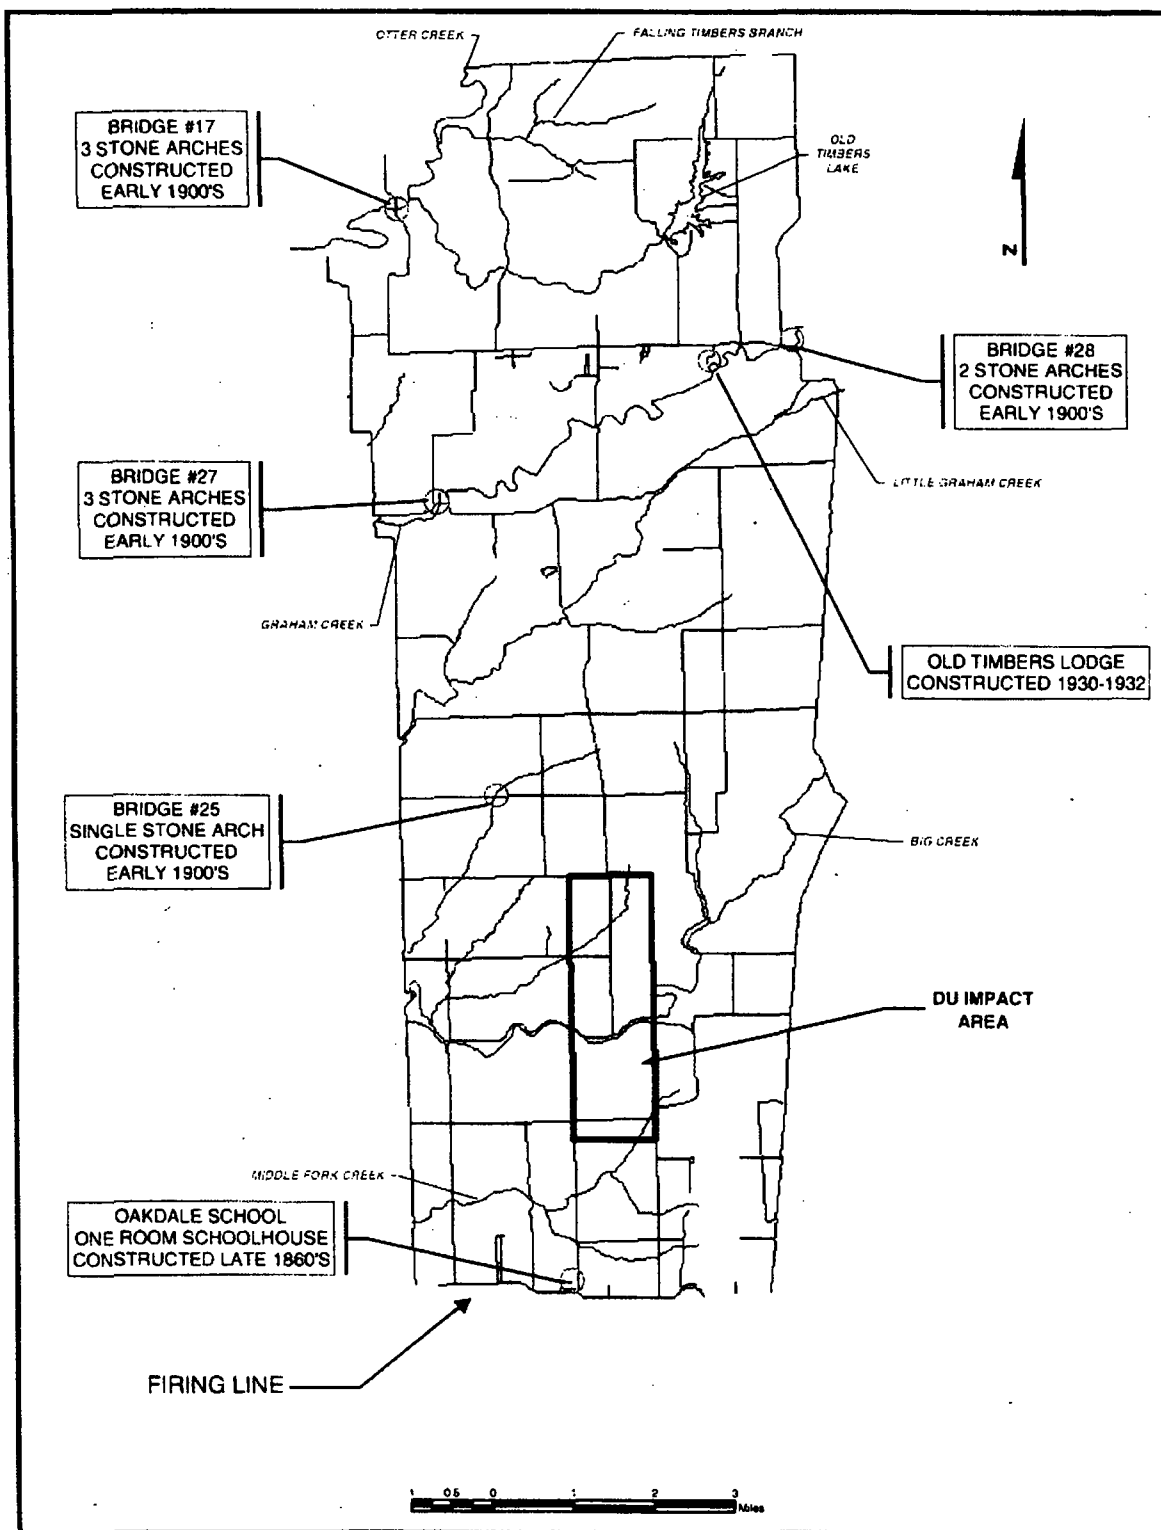 OTTER CREEK
FALLING TIMBERS BRANCH
BRIDGE #17
3 STONE ARCHES
CONSTRUCTED
EARLY 1900'S
OLD
TIMBERS
LAKE
N
BRIDGE #28
2 STONE ARCHES
CONSTRUCTED
EARLY 1900'S
BRIDGE #27
3 STONE ARCHES
CONSTRUCTED
EARLY 1900'S
LITTLE GRAHAM CREEK
GRAHAM CREEK
OLD TIMBERS LODGE
CONSTRUCTED 1930-1932
BRIDGE #25
SINGLE STONE ARCH
CONSTRUCTED
EARLY 1900'S
BIG CREEK
DU IMPACT
AREA
MIDDLE FORK CREEK
OAKDALE SCHOOL
ONE ROOM SCHOOLHOUSE
CONSTRUCTED LATE 1860'S
FIRING LINE
1 0.5 0 1 2 3
Miles